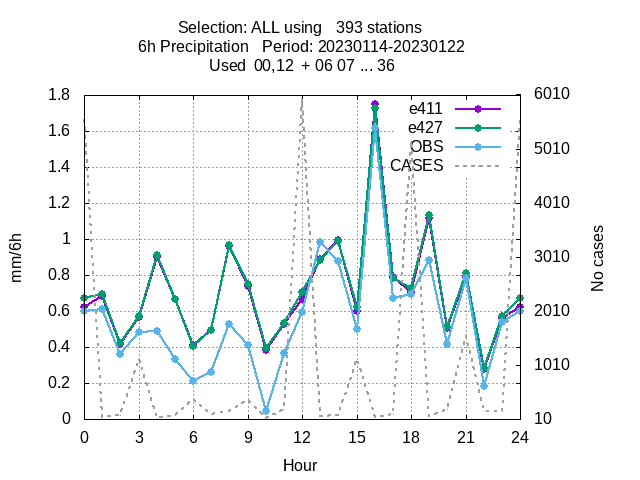 Selection: ALL using   393 stations
6h Precipitation   Period: 20230114-20230122
Used  00,12  + 06 07 ... 36
mm/6h
1.8
1.6
1.4
1.2
1
0.8
0.6
0.4
0.2
0
e411
e427
OBS
CASES
6010
5010
4010
3010
2010
1010
10
No cases
0 3 6 9 12 15 18 21 24
Hour